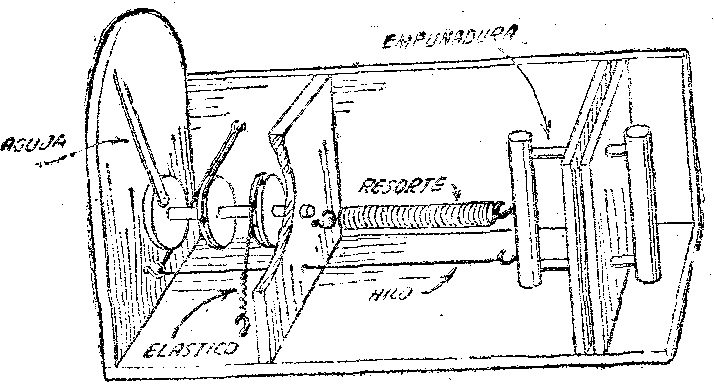 EMPUÑADURA
AGUJA
RESORTE
HILO
ELASTICO